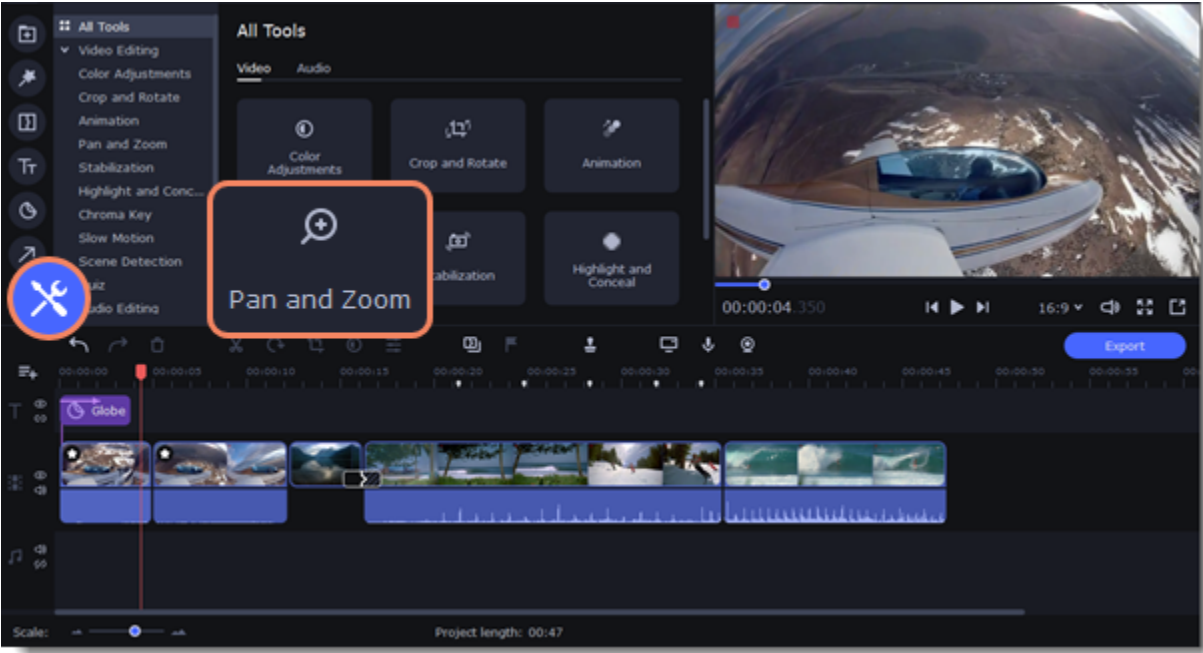 All Tools
Video Editing
Color Adjustments
Crop and Rotate
Animation
Pan and Zoom
Stabilization
Highlight and Conc...
Chroma Key
Slow Motion
Scene Detection
uiz
udio Editing
All Tools
Video Audio
Color
Adjustments
Crop and Rotate
Animation
Pan and Zoom
tabilization
Highlight and
Conceal
00:00:04.350
16:9
Export
00:00:00 00:00:05 00:00:10 00:00:15 00:00:20 00:00:25 00:00:30 00:00:35 00:00:40 00:00:45 00:00:50 00:00:55 00:
Globe
Scale:
Project length: 00:47